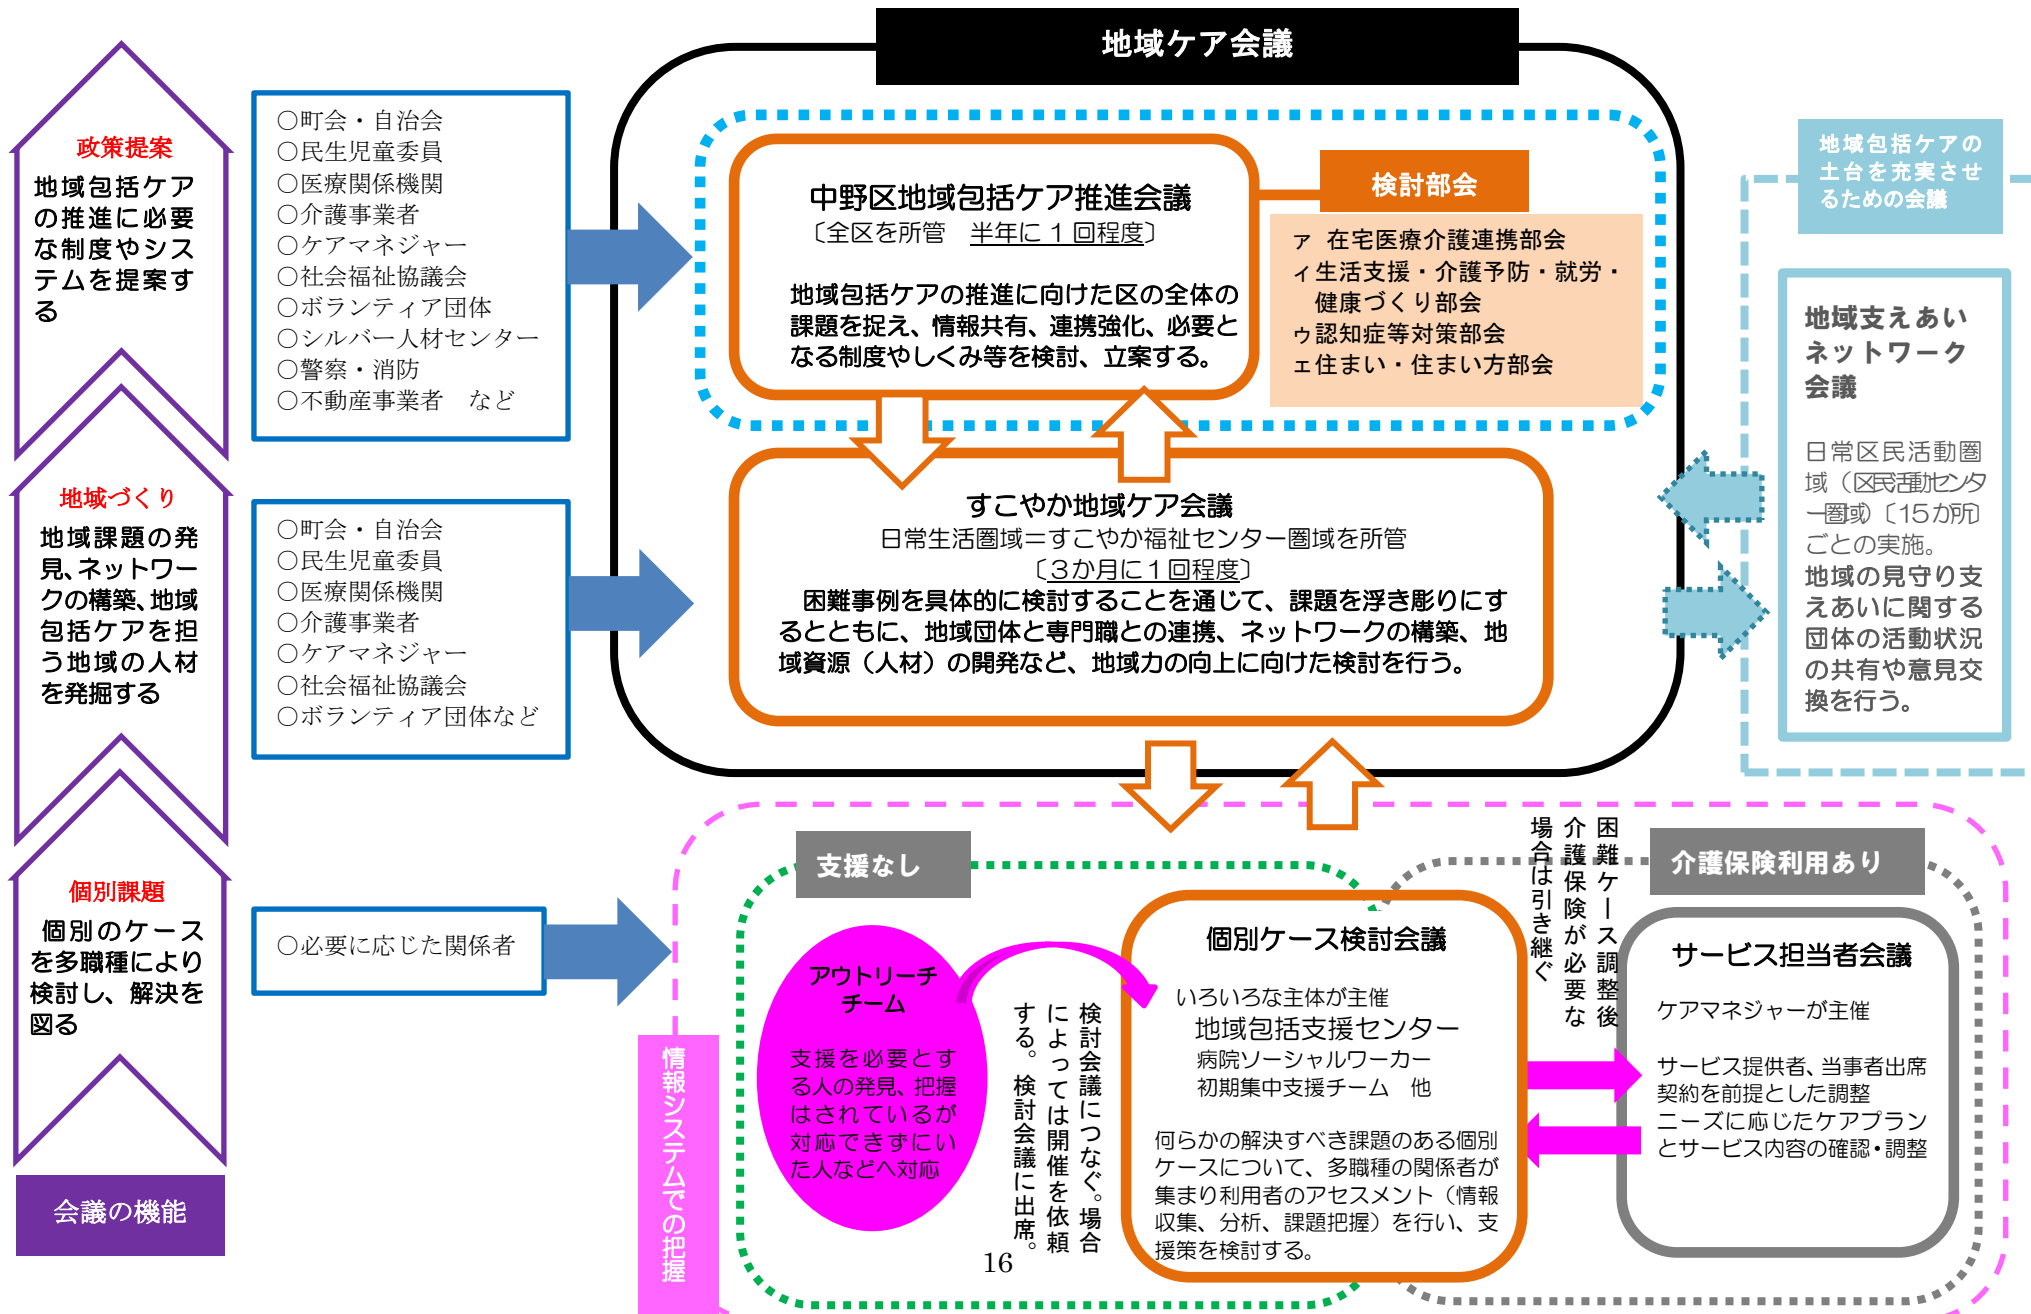 地域ケア会議
政策提案
地域包括ケア
の推進に必要
な制度やシス
テムを提案す
る
地域づくり
地域課題の発
見、ネットワー
クの構築、地域
包括ケアを担
う地域の人材
を発掘する
個別課題
個別のケース
を多職種により
検討し、解決を
図る
会議の機能
〇町会・自治会
〇民生児童委員
〇医療関係機関
〇介護事業者
〇ケアマネジャー
〇社会福祉協議会
〇ボランティア団体
〇シルバー人材センター
〇警察・消防
〇不動産事業者　など
〇町会・自治会
〇民生児童委員
〇医療関係機関
〇介護事業者
〇ケアマネジャー
〇社会福祉協議会
〇ボランティア団体など
〇必要に応じた関係者
中野区地域包括ケア推進会議
〔全区を所管　半年に１回程度〕
地域包括ケアの推進に向けた区の全体の
課題を捉え、情報共有、連携強化、必要と
なる制度やしくみ等を検討、立案する。
検討部会
ァ 在宅医療介護連携部会
ィ生活支援・介護予防・就労・
健康づくり部会
ゥ認知症等対策部会
ェ住まい・住まい方部会
すこやか地域ケア会議
日常生活圏域＝すこやか福祉センター圏域を所管
〔３か月に１回程度〕
困難事例を具体的に検討することを通じて、課題を浮き彫りにす
るとともに、地域団体と専門職との連携、ネットワークの構築、地
域資源（人材）の開発など、地域力の向上に向けた検討を行う。
地域包括ケアの
土台を充実させ
るための会議
地域支えあい
ネットワーク
会議
日常区民活動圏
域（区民活動センタ
ー圏域）〔15か所〕
ごとの実施。
地域の見守り支
えあいに関する
団体の活動状況
の共有や意見交
換を行う。
情報システムでの把握
支援なし
アウトリーチ
チーム
支援を必要とす
る人の発見、把握
はされているが
対応できずにい
た人などへ対応
検討会議につなぐ。場合
によっては開催を依頼
する。検討会議に出席。
個別ケース検討会議
いろいろな主体が主催
地域包括支援センター
病院ソーシャルワーカー
初期集中支援チーム　他
何らかの解決すべき課題のある個別
ケースについて、多職種の関係者が
集まり利用者のアセスメント（情報
収集、分析、課題把握）を行い、支
援策を検討する。
困難ケース調整後
介護保険が必要な
場合は引き継ぐ
介護保険利用あり
サービス担当者会議
ケアマネジャーが主催
サービス提供者、当事者出席
契約を前提とした調整
ニーズに応じたケアプラン
とサービス内容の確認・調整
16